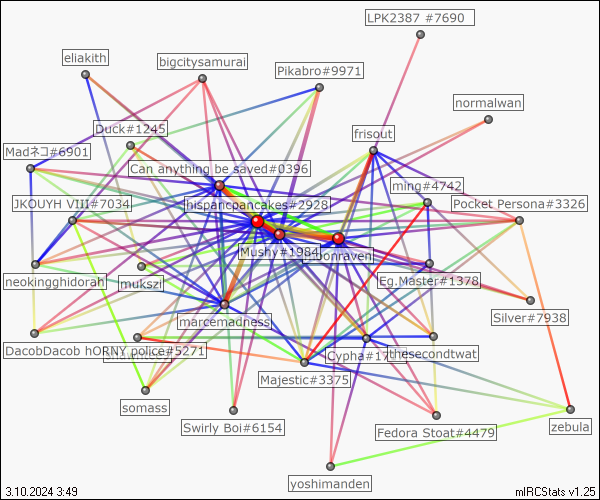 LPK2387 #7690
eliakith
bigcitysamurai
Pikabro#9971
normalwan
Duck#1245
frisout
Madネコ#6901
Can anything be saved#0396
ming#4742
JKOUYH VIII#7034
hispanicpancakes#2928
Pocket Persona#3326
Mushy#1984
onraven
neokingghidorah
mukszi
Eg.Master#1378
Silver#7938
marcemadness
DacobDacob hORNY police#5271
Cypha#17
thesecondtwat
Majestic#3375
somass
Swirly Boi#6154
Fedora Stoat#4479
zebula
yoshimanden
3.10.2024 3:49
mIRCStats v1.25